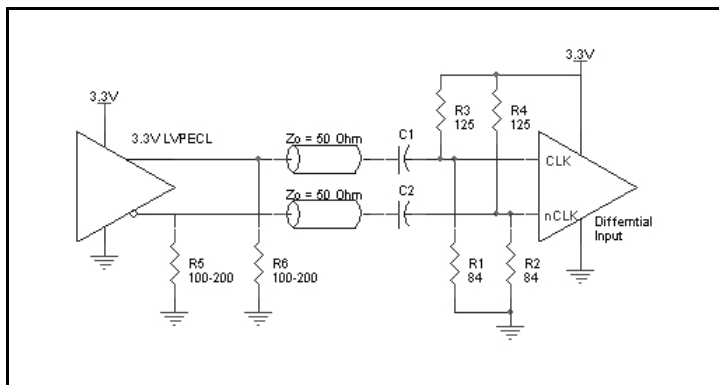 3.3V
3.3V
3.3V LVPECL
Zo = 50 Ohm
C1
R3
125
R4
125
CLK
Zo = 50 Ohm
C2
nCLK
Differntial
Input
R5
100-200
R6
100-200
R1
84
R2
84